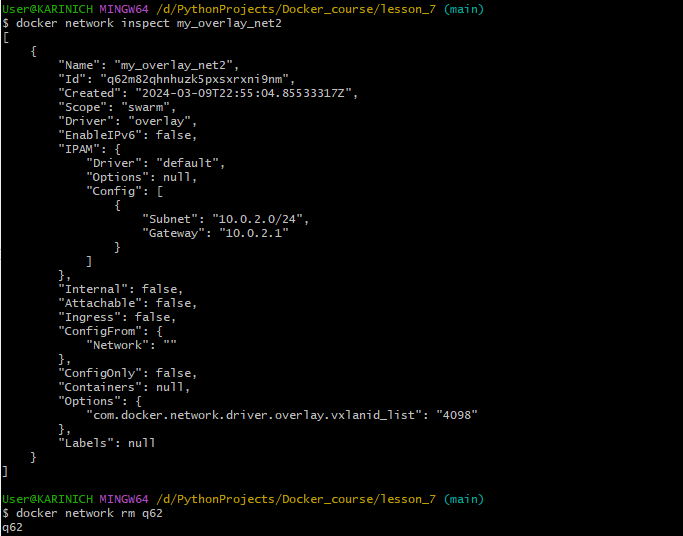 User@KARINICH MINGW64 /d/PythonProjects/Docker_course/lesson_7 (main)
$ docker network inspect my_overlay_net2
[
    {
        "Name": "my_overlay_net2",
        "Id": "q62m82qhnhuzk5pxsxrxni9nm",
        "Created": "2024-03-09T22:55:04.85533317Z",
        "Scope": "swarm",
        "Driver": "overlay",
        "EnableIPv6": false,
        "IPAM": {
            "Driver": "default",
            "Options": null,
            "Config": [
                {
                    "Subnet": "10.0.2.0/24",
                    "Gateway": "10.0.2.1"
                }
            ]
        },
        "Internal": false,
        "Attachable": false,
        "Ingress": false,
        "ConfigFrom": {
            "Network": ""
        },
        "ConfigOnly": false,
        "Containers": null,
        "Options": {
            "com.docker.network.driver.overlay.vxlanid_list": "4098"
        },
        "Labels": null
    }
]
User@KARINICH MINGW64 /d/PythonProjects/Docker_course/lesson_7 (main)
$ docker network rm q62
q62